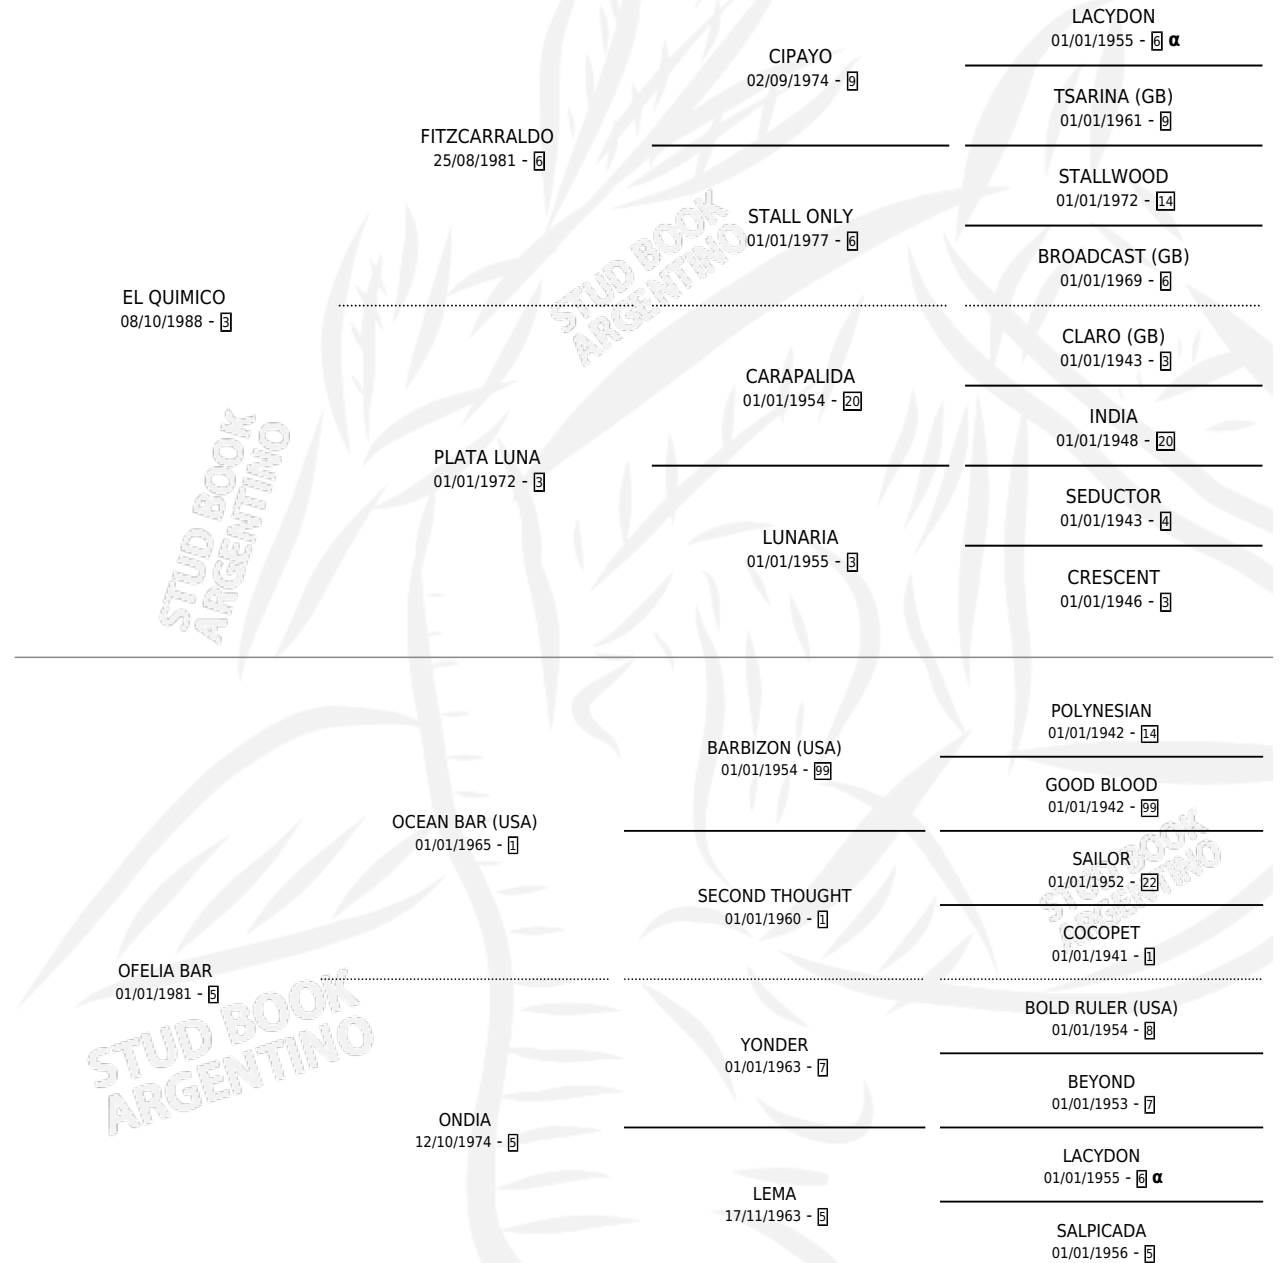 LACYDON
01/01/1955 - 6 α
CIPAYO
02/09/1974 - 9
TSARINA (GB)
01/01/1961 - 9
FITZCARRALDO
25/08/1981 - 6
STALLWOOD
01/01/1972 - 14
STALL ONLY
01/01/1977 - 6
BROADCAST (GB)
01/01/1969 - 6
EL QUIMICO
08/10/1988 - 3
CLARO (GB)
01/01/1943 - 3
CARAPALIDA
01/01/1954 - 20
INDIA
01/01/1948 - 20
PLATA LUNA
01/01/1972 - 3
SEDUCTOR
01/01/1943 - 4
LUNARIA
01/01/1955 - 3
CRESCENT
01/01/1946 - 3
STUD BOOK
ARGENTINO
STUD BOOK
ARGENTINO
POLYNESIAN
01/01/1942 - 14
BARBIZON (USA)
01/01/1954 - 99
GOOD BLOOD
01/01/1942 - 99
OCEAN BAR (USA)
01/01/1965 - 1
SAILOR
01/01/1952 - 22
SECOND THOUGHT
01/01/1960 - 1
COCOPET
01/01/1941 - 1
OFELIA BAR
01/01/1981 - 5
BOLD RULER (USA)
01/01/1954 - 8
YONDER
01/01/1963 - 7
BEYOND
01/01/1953 - 7
ONDIA
12/10/1974 - 5
LACYDON
01/01/1955 - 6 α
LEMA
17/11/1963 - 5
SALPICADA
01/01/1956 - 5
STUD BOOK
ARGENTINO
STUD BOOK
ARGENTINO